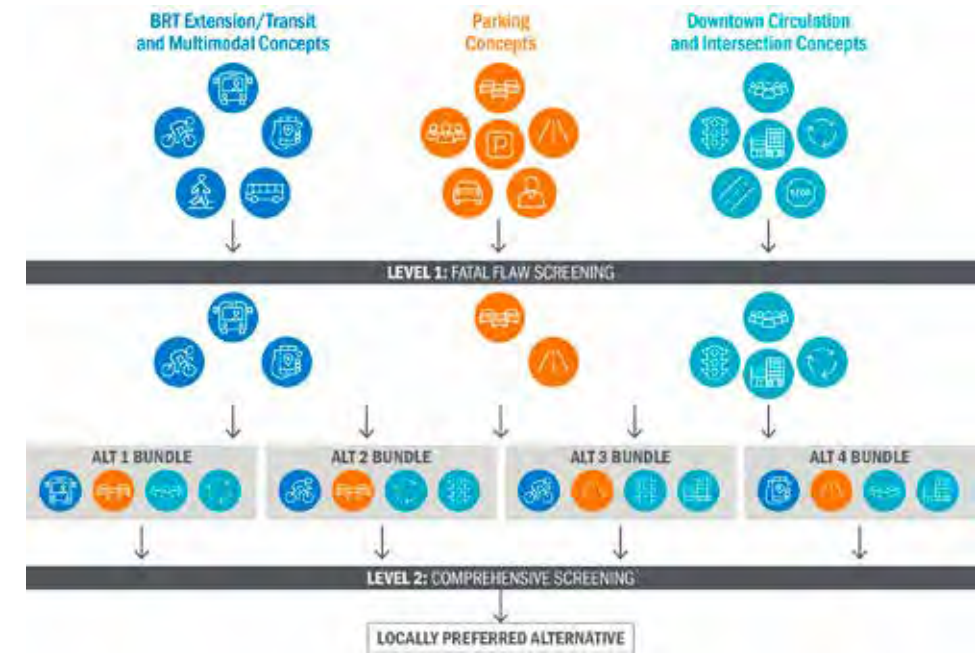 BRT Extension/Transit
and Multimodal Concepts
Parking
Concepts
Downtown Circulation
and Intersection Concepts
P
STOP
LEVEL 1: FATAL FLAW SCREENING
ALT 1 BUNDLE
ALT 2 BUNDLE
ALT 3 BUNDLE
ALT 4 BUNDLE
LEVEL 2: COMPREHENSIVE SCREENING
LOCALLY PREFERRED ALTERNATIVE